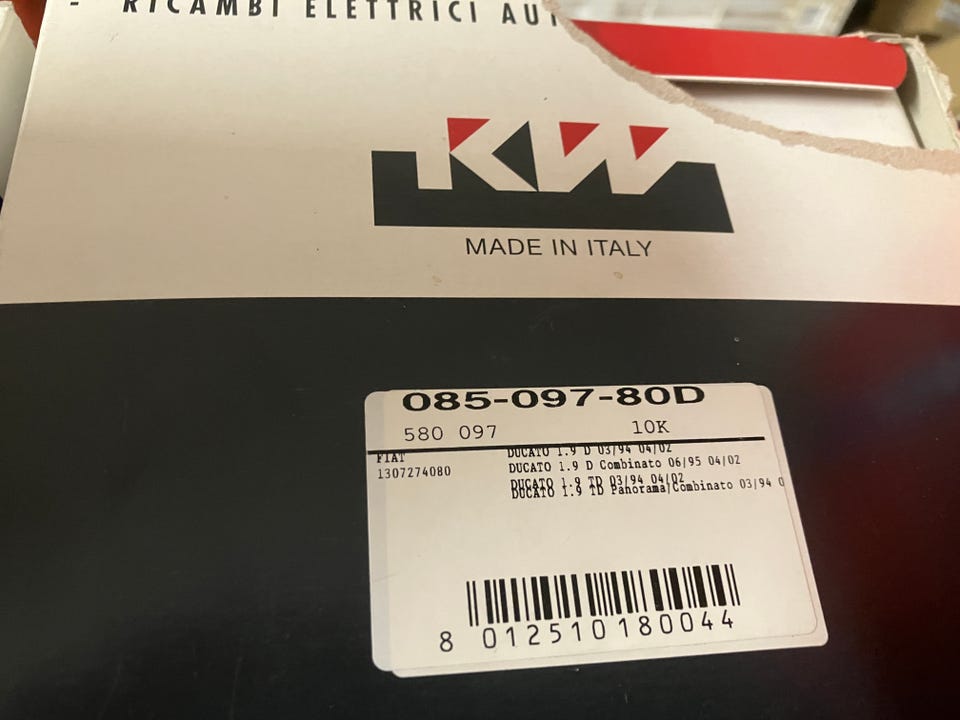 - RICAMBI ELETTRICI
KW
MADE IN ITALY
085-097-80D
580 097 10K
FIAT DUCATO 1.9 D 03/94 04/02
1307274080 DUCATO 1.9 D Combinato 06/95 04/02
DUCATO 1.9 TD 03/94 04/02
DUCATO 1.9 TD Panorama/Combinato 03/94 0
8 012510 180044